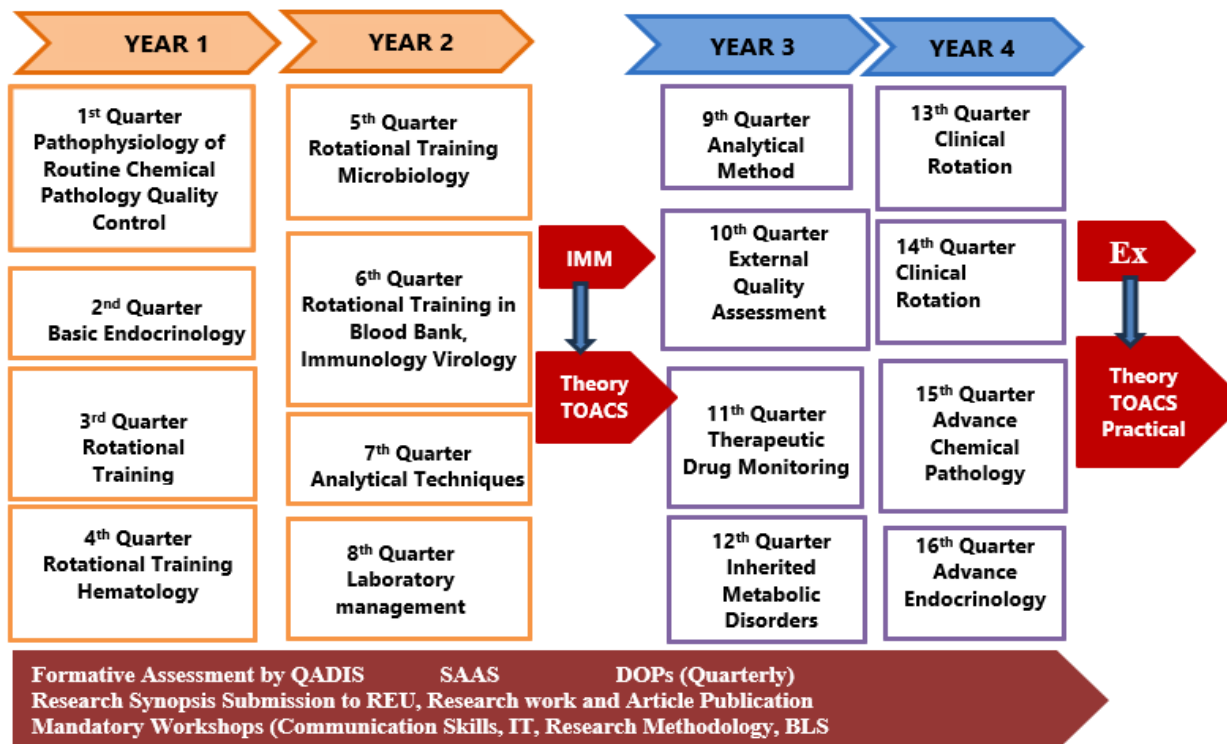 YEAR 1
YEAR 2
YEAR 3
YEAR 4
1st Quarter
Pathophysiology of
Routine Chemical
Pathology Quality
Control
2nd Quarter
Basic Endocrinology
3rd Quarter
Rotational
Training
4th Quarter
Rotational Training
Hematology
5th Quarter
Rotational Training
Microbiology
6th Quarter
Rotational Training in
Blood Bank,
Immunology Virology
7th Quarter
Analytical Techniques
8th Quarter
Laboratory
management
IMM
Theory
TOACS
9th Quarter
Analytical
Method
10th Quarter
External
Quality
Assessment
11th Quarter
Therapeutic
Drug Monitoring
12th Quarter
Inherited
Metabolic
Disorders
13th Quarter
Clinical
Rotation
14th Quarter
Clinical
Rotation
15th Quarter
Advance
Chemical
Pathology
16th Quarter
Advance
Endocrinology
Ex
Theory
TOACS
Practical
Formative Assessment by QADIS SAAS DOPs (Quarterly)
Research Synopsis Submission to REU, Research work and Article Publication
Mandatory Workshops (Communication Skills, IT, Research Methodology, BLS